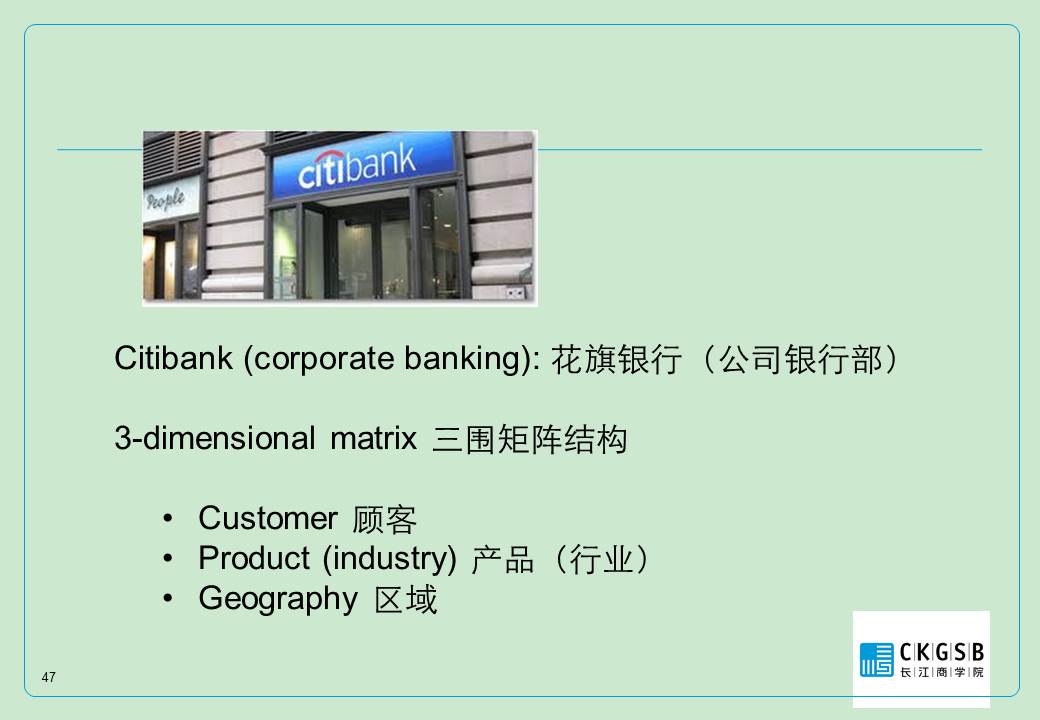 People
citibank
Citibank (corporate banking): 花旗银行（公司银行部）
3-dimensional matrix 三围矩阵结构
• Customer 顾客
• Product (industry) 产品（行业）
• Geography 区域
CKGSB
长江商学院
47